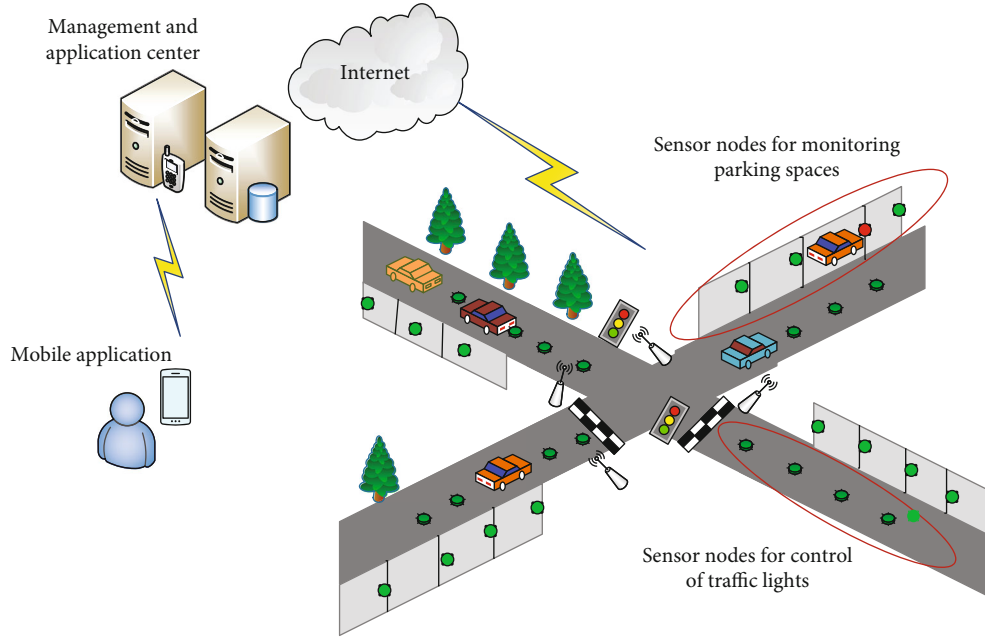 Management and
application center
Internet
Sensor nodes for monitoring
parking spaces
Mobile application
Sensor nodes for control
of traffic lights